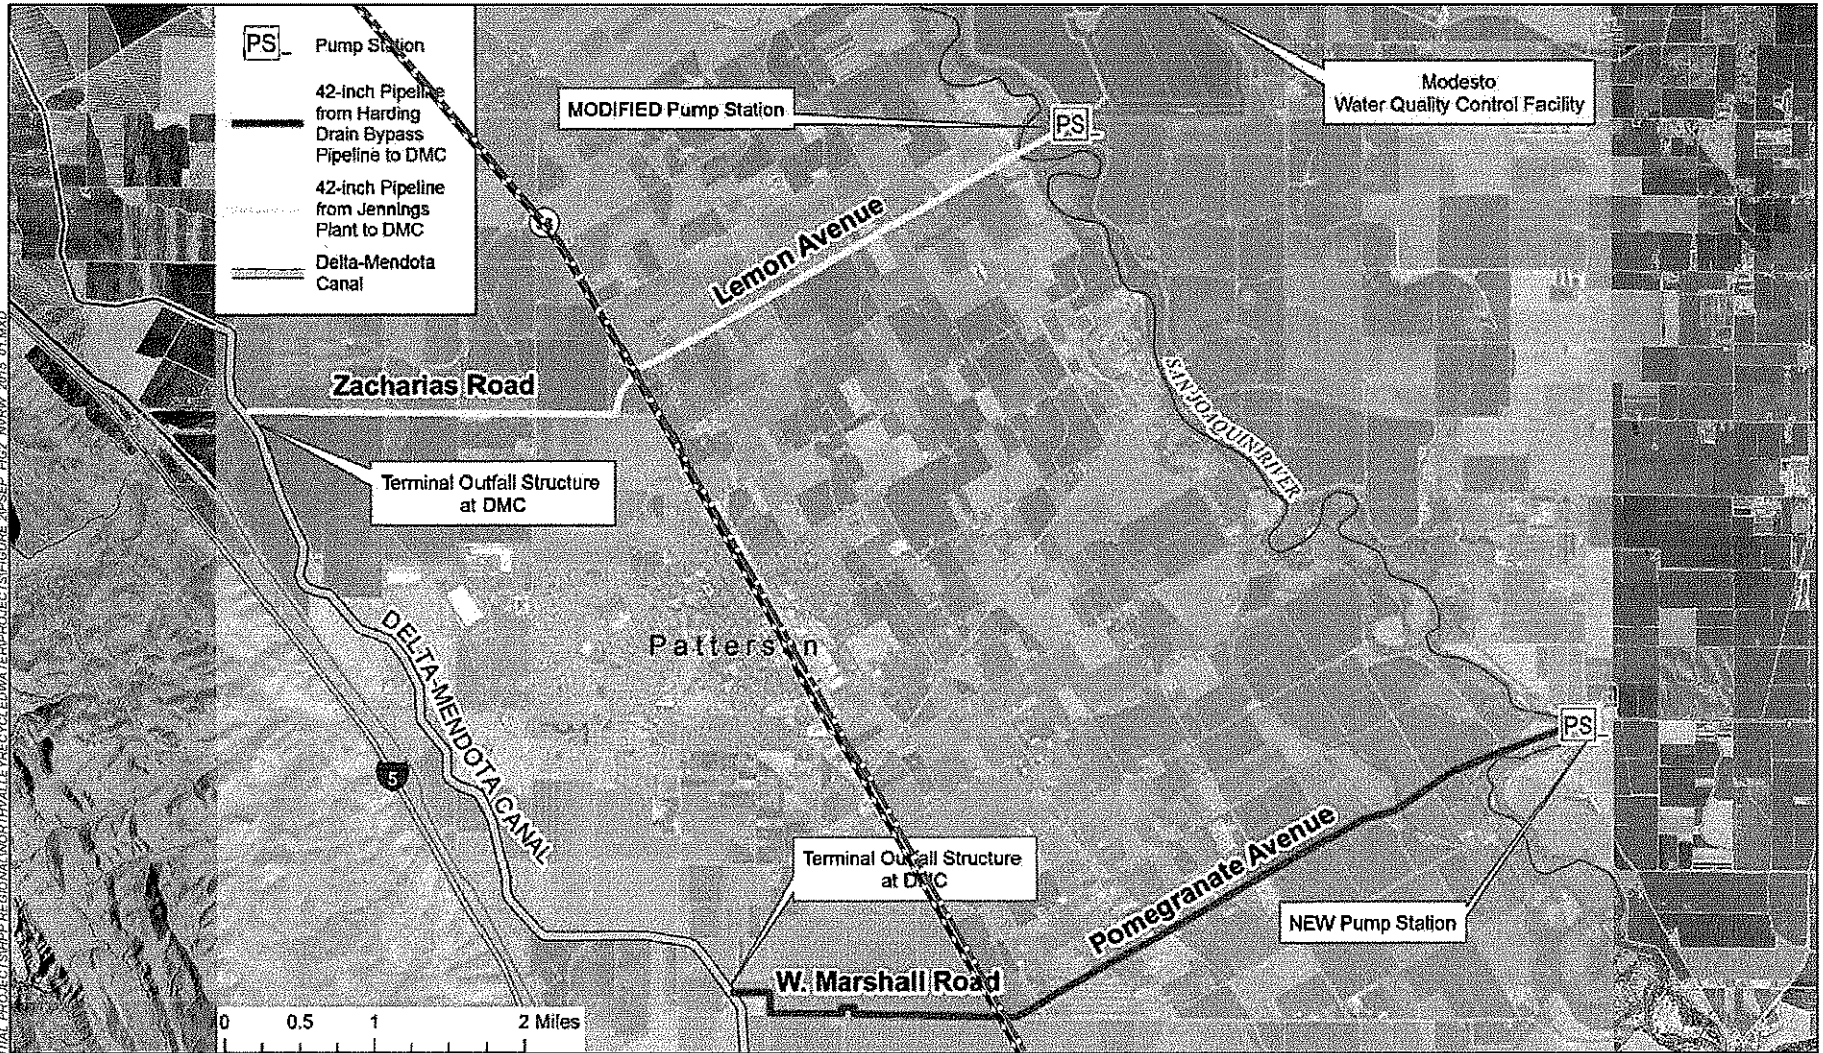 PS
Pump Station
42-inch Pipeline
from Harding
Drain Bypass
Pipeline to DMC
42-inch Pipeline
from Jennings
Plant to DMC
Delta-Mendota
Canal
MODIFIED Pump Station
PS
Modesto
Water Quality Control Facility
Lemon Avenue
Zacharias Road
SAN JOAQUIN RIVER
Terminal Outfall Structure
at DMC
Patterson
DELTA-MENDOTA CANAL
5
PS
Terminal Outfall Structure
at DMC
Pomegranate Avenue
NEW Pump Station
W. Marshall Road
0 0.5 1 2 Miles